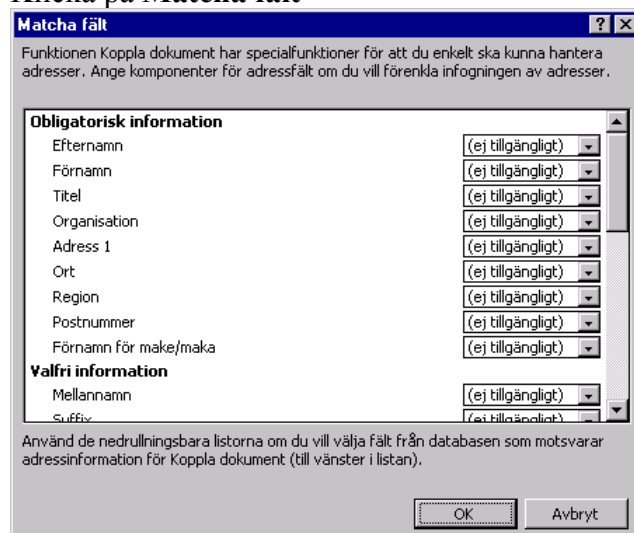 Klicka på Matcha fält
Matcha fält
Funktionen Koppla dokument har specialfunktioner för att du enkelt ska kunna hantera
adresser. Ange komponenter för adressfält om du vill förenkla infogningen av adresser.
Obligatorisk information
Efternamn (ej tillgängligt)
Förnamn (ej tillgängligt)
Titel (ej tillgängligt)
Organisation (ej tillgängligt)
Adress 1 (ej tillgängligt)
Ort (ej tillgängligt)
Region (ej tillgängligt)
Postnummer (ej tillgängligt)
Förnamn för make/maka (ej tillgängligt)
Valfri information
Mellannamn (ej tillgängligt)
Suffix (ej tillgängligt)
Använd de nedrullningsbara listorna om du vill välja fält från databasen som motsvarar
adressinformation för Koppla dokument (till vänster i listan).
OK Avbryt